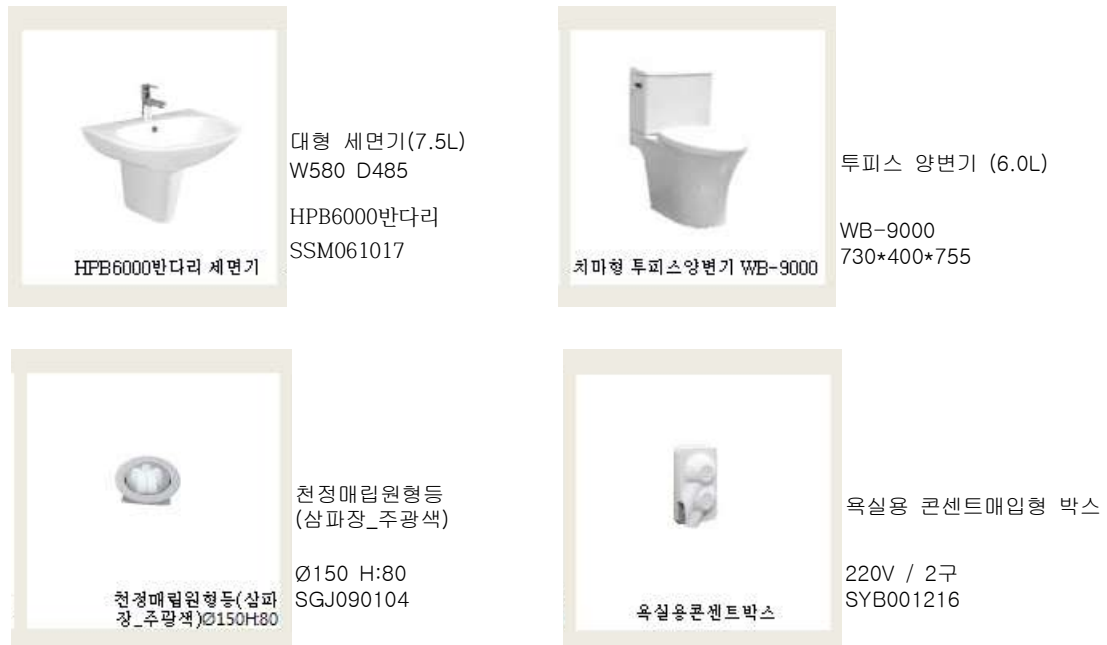 대형 세면기(7.5L)
W580 D485
HPB6000반다리
SSM061017
HPB6000반다리 세면기
투피스 양변기 (6.0L)
WB-9000
730*400*755
치마형 투피스양변기 WB-9000
천정매립원형등
(삼파장_주광색)
Ø150 H:80
SGJ090104
천정매립원형등(삼파
장_주광색)Ø150H:80
욕실용 콘센트매입형 박스
220V / 2구
SYB001216
욕실용콘센트박스